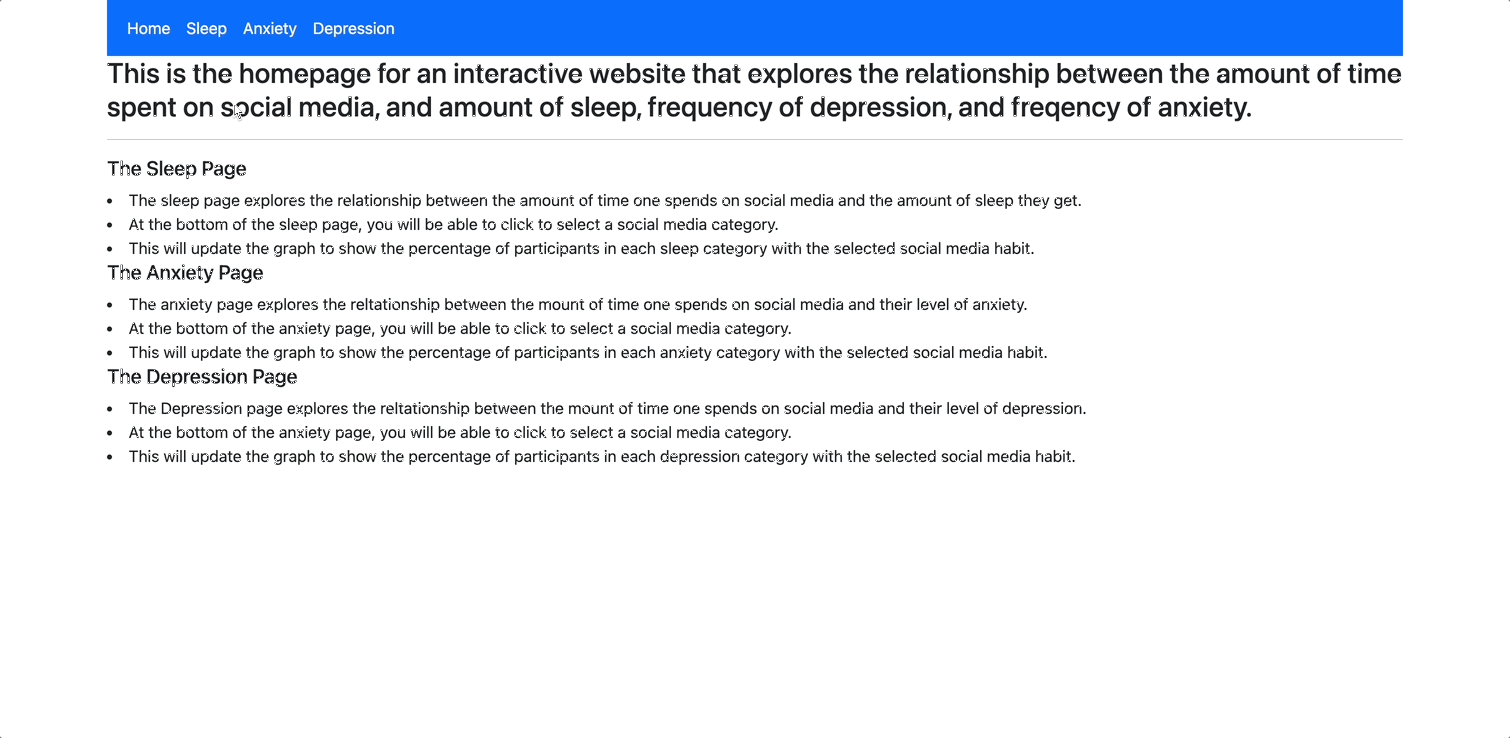 Home Sleep Anxiety Depression
This is the homepage for an interactive website that explores the relationship between the amount of time
spent on social media, and amount of sleep, frequency of depression, and freqency of anxiety.
The Sleep Page
• The sleep page explores the relationship between the amount of time one spends on social media and the amount of sleep they get.
• At the bottom of the sleep page, you will be able to click to select a social media category.
• This will update the graph to show the percentage of participants in each sleep category with the selected social media habit.
The Anxiety Page
• The anxiety page explores the reltationship between the mount of time one spends on social media and their level of anxiety.
• At the bottom of the anxiety page, you will be able to click to select a social media category.
• This will update the graph to show the percentage of participants in each anxiety category with the selected social media habit.
The Depression Page
• The Depression page explores the reltationship between the mount of time one spends on social media and their level of depression.
• At the bottom of the anxiety page, you will be able to click to select a social media category.
• This will update the graph to show the percentage of participants in each depression category with the selected social media habit.